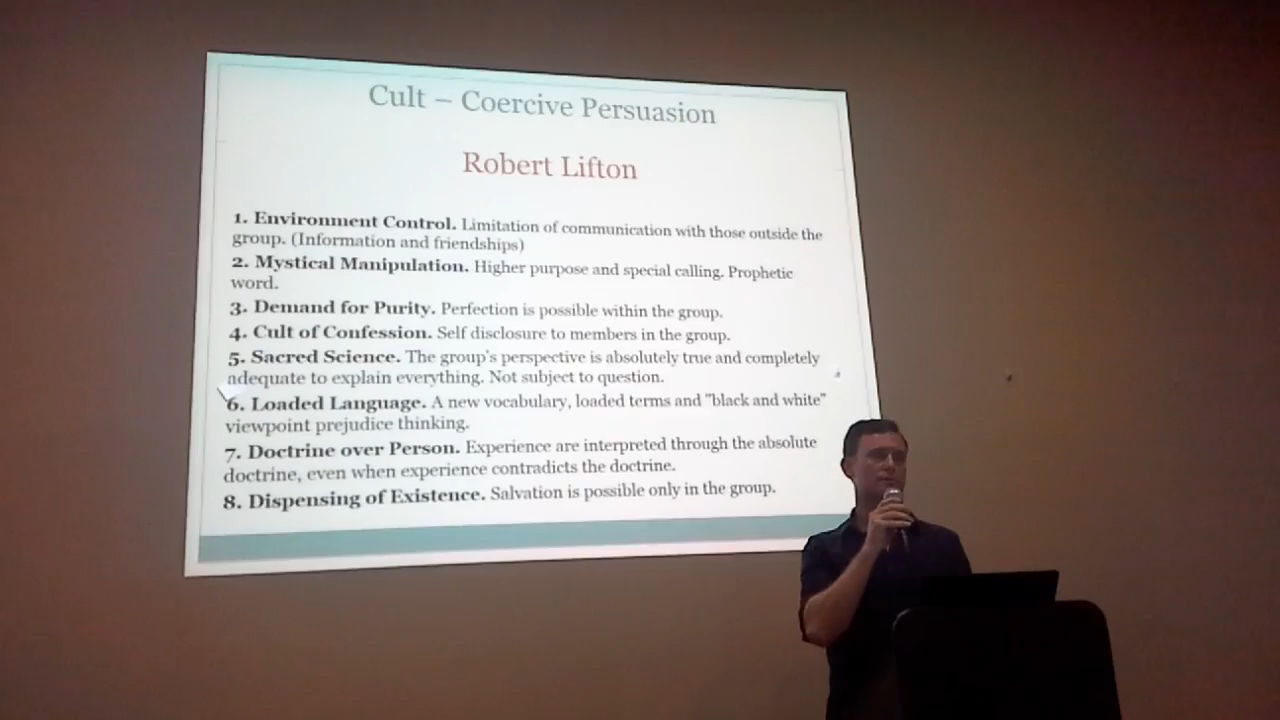 Cult – Coercive Persuasion
Robert Lifton
1. Environment Control. Limitation of communication with those outside the
group. (Information and friendships)
2. Mystical Manipulation. Higher purpose and special calling. Prophetic
word.
3. Demand for Purity. Perfection is possible within the group.
4. Cult of Confession. Self disclosure to members in the group.
5. Sacred Science. The group's perspective is absolutely true and completely
adequate to explain everything. Not subject to question.
6. Loaded Language. A new vocabulary, loaded terms and "black and white"
viewpoint prejudice thinking.
7. Doctrine over Person. Experience are interpreted through the absolute
doctrine, even when experience contradicts the doctrine.
8. Dispensing of Existence. Salvation is possible only in the group.